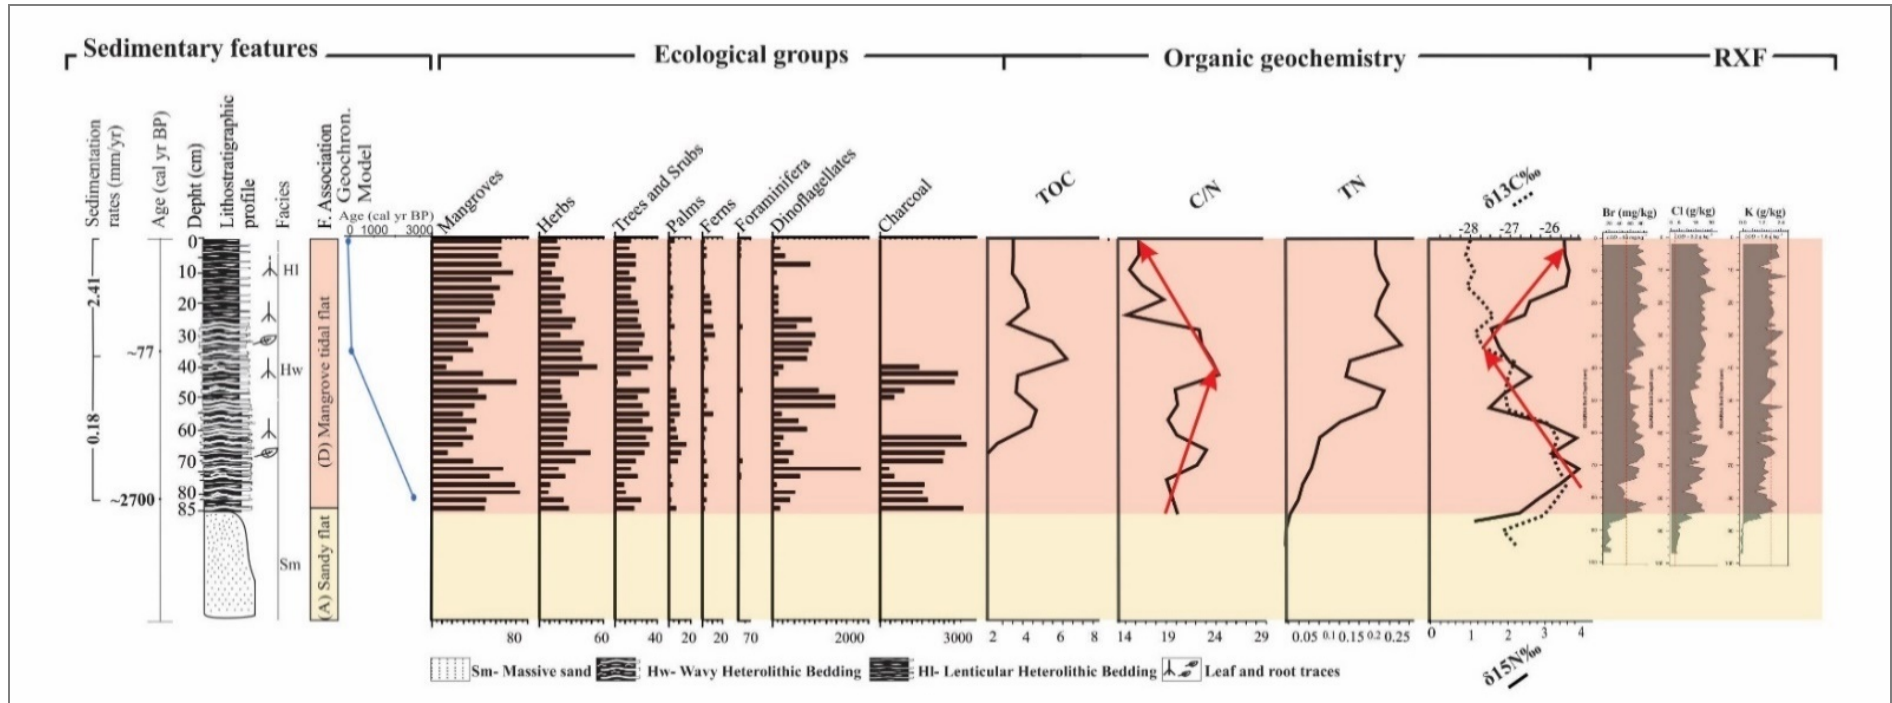 Sedimentary features
Ecological groups
Organic geochemistry
RXF
Sedimentation
rates (mm/yr)
Age (cal yr BP)
Depht (cm)
Lithostratigraphic
profile
Facies
F. Association
Geochron.
Model
Age (cal yr BP)
0 1000 3000
Mangroves
Herbs
Trees and Srubs
Palms
Ferns
Foraminifera
Dinoflagellates
Charcoal
TOC
C/N
TN
δ13C‰
-28 -27 -26
Br (mg/kg)
Cl (g/kg)
K (g/kg)
2.41
0.18
~77
~2700
0
10
20
30
40
50
60
70
80
85
Hl
Hw
Sm
(D) Mangrove tidal flat
(A) Sandy flat
80
60
40
20
20
70
2000
3000
2 4 6 8
14 19 24 29
0.05 0.1 0.15 0.2 0.25
0 1 2 3 4
δ15N‰
Sm- Massive sand
Hw- Wavy Heterolithic Bedding
Hl- Lenticular Heterolithic Bedding
Leaf and root traces